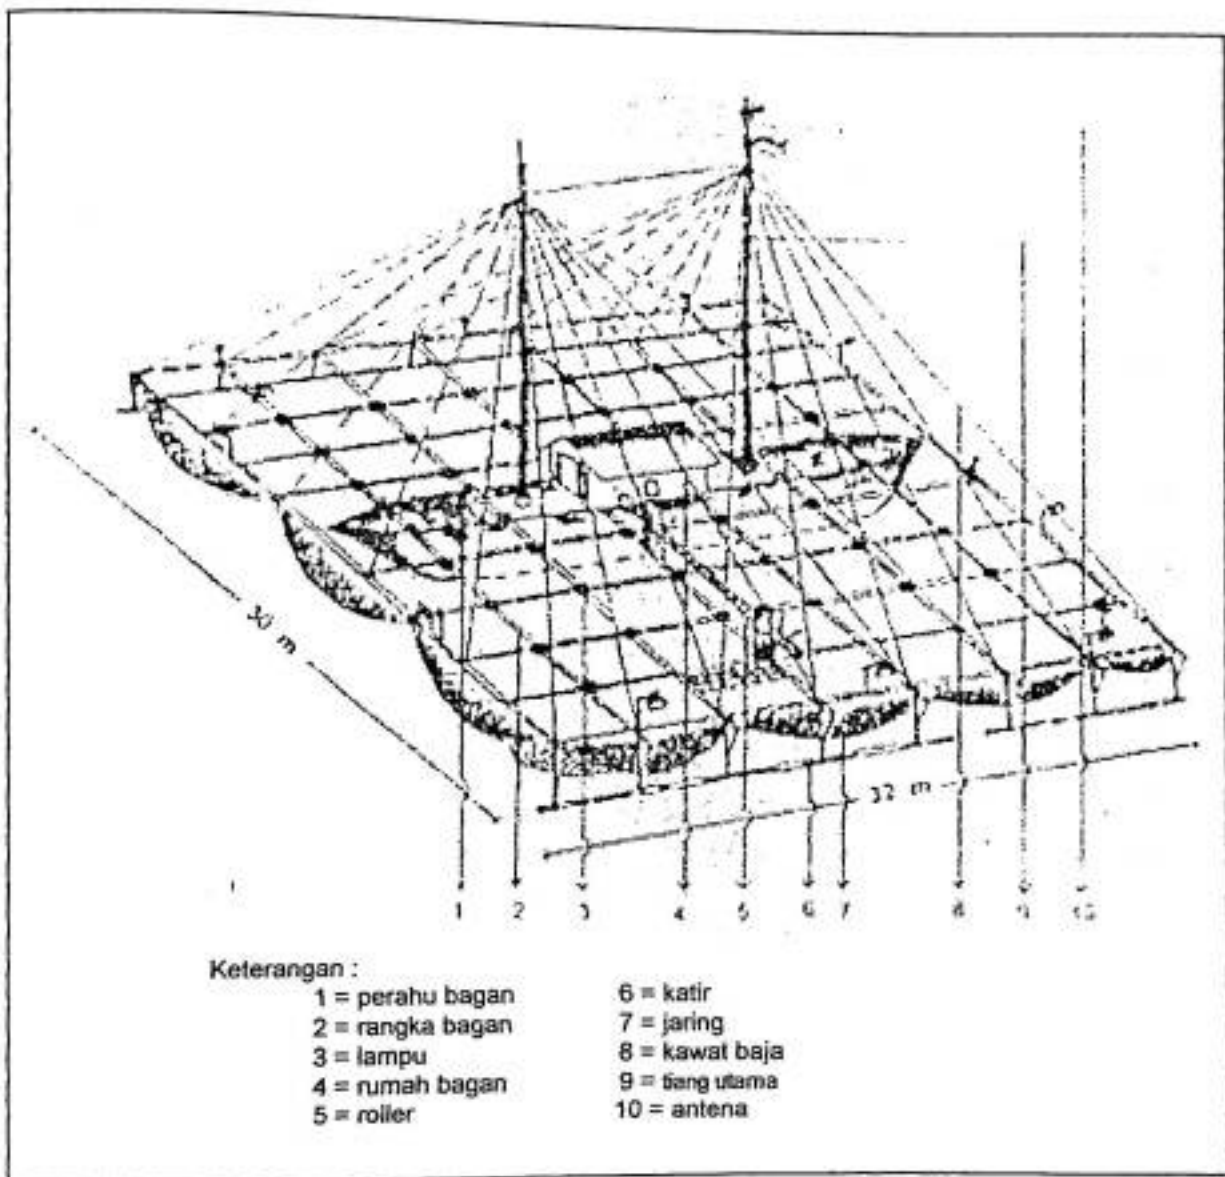 30 m
32 m
1 2 3 4 5 6 7 8 9 10
Keterangan :
1 = perahu bagan
2 = rangka bagan
3 = lampu
4 = rumah bagan
5 = roller
6 = katir
7 = jaring
8 = kawat baja
9 = tiang utama
10 = antena